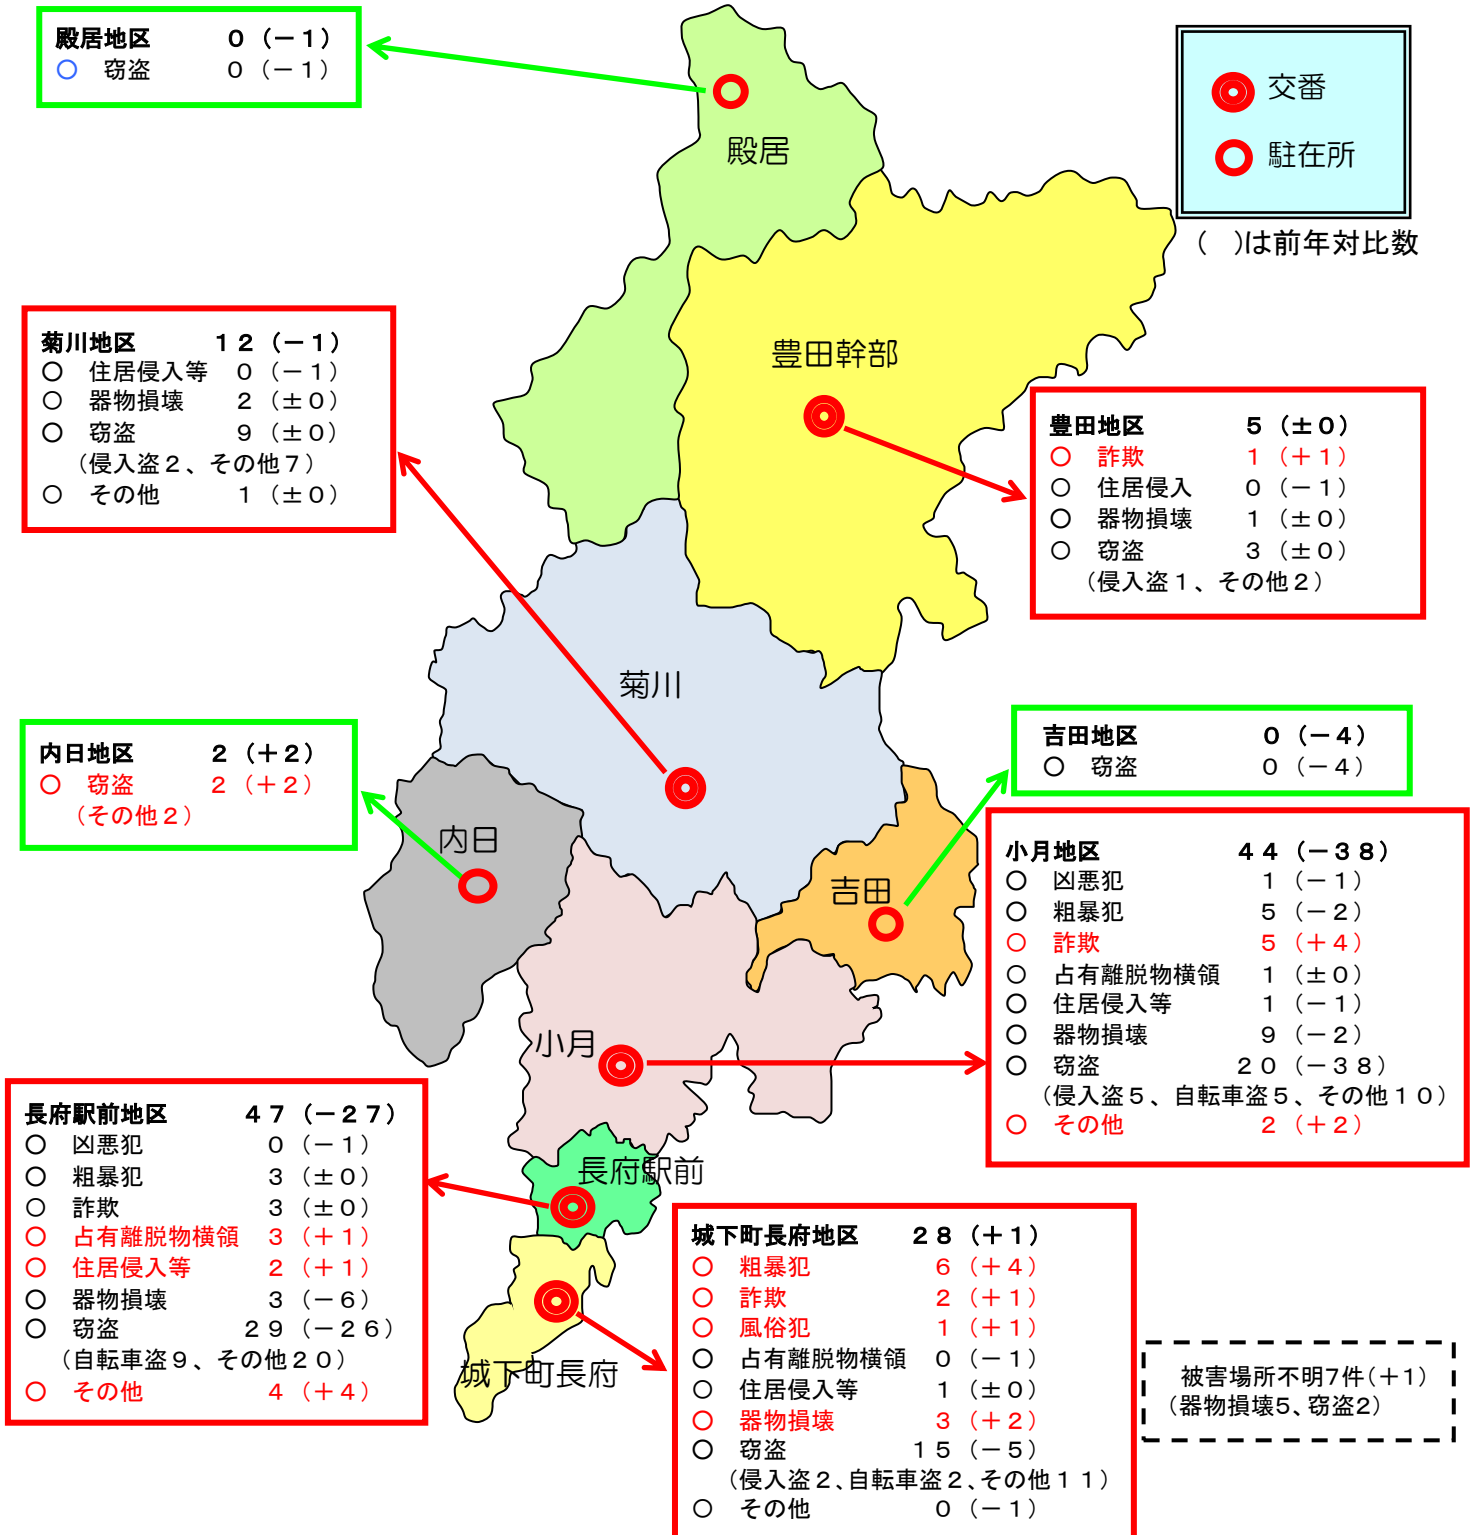 殿居地区 ０（－１）
○ 窃盗 ０（－１）
交番
駐在所
（　）は前年対比数
殿居
菊川地区 １２（－１）
○ 住居侵入等 ０（－１）
○ 器物損壊 ２（±０）
○ 窃盗 ９（±０）
（侵入盗２、その他７）
○ その他 １（±０）
豊田幹部
豊田地区 ５（±０）
○ 詐欺 １（＋１）
○ 住居侵入 ０（－１）
○ 器物損壊 １（±０）
○ 窃盗 ３（±０）
（侵入盗１、その他２）
菊川
内日地区 ２（＋２）
○ 窃盗 ２（＋２）
（その他２）
内日
吉田地区 ０（－４）
○ 窃盗 ０（－４）
吉田
小月地区 ４４（－３８）
○ 凶悪犯 １（－１）
○ 粗暴犯 ５（－２）
○ 詐欺 ５（＋４）
○ 占有離脱物横領 １（±０）
○ 住居侵入等 １（－１）
○ 器物損壊 ９（－２）
○ 窃盗 ２０（－３８）
（侵入盗５、自転車盗５、その他１０）
○ その他 ２（＋２）
小月
長府駅前地区 ４７（－２７）
○ 凶悪犯 ０（－１）
○ 粗暴犯 ３（±０）
○ 詐欺 ３（±０）
○ 占有離脱物横領 ３（＋１）
○ 住居侵入等 ２（＋１）
○ 器物損壊 ３（－６）
○ 窃盗 ２９（－２６）
（自転車盗９、その他２０）
○ その他 ４（＋４）
長府駅前
城下町長府地区 ２８（＋１）
○ 粗暴犯 ６（＋４）
○ 詐欺 ２（＋１）
○ 風俗犯 １（＋１）
○ 占有離脱物横領 ０（－１）
○ 住居侵入等 １（±０）
○ 器物損壊 ３（＋２）
○ 窃盗 １５（－５）
（侵入盗２、自転車盗２、その他１１）
○ その他 ０（－１）
城下町長府
被害場所不明7件（＋1）
（器物損壊5、窃盗2）